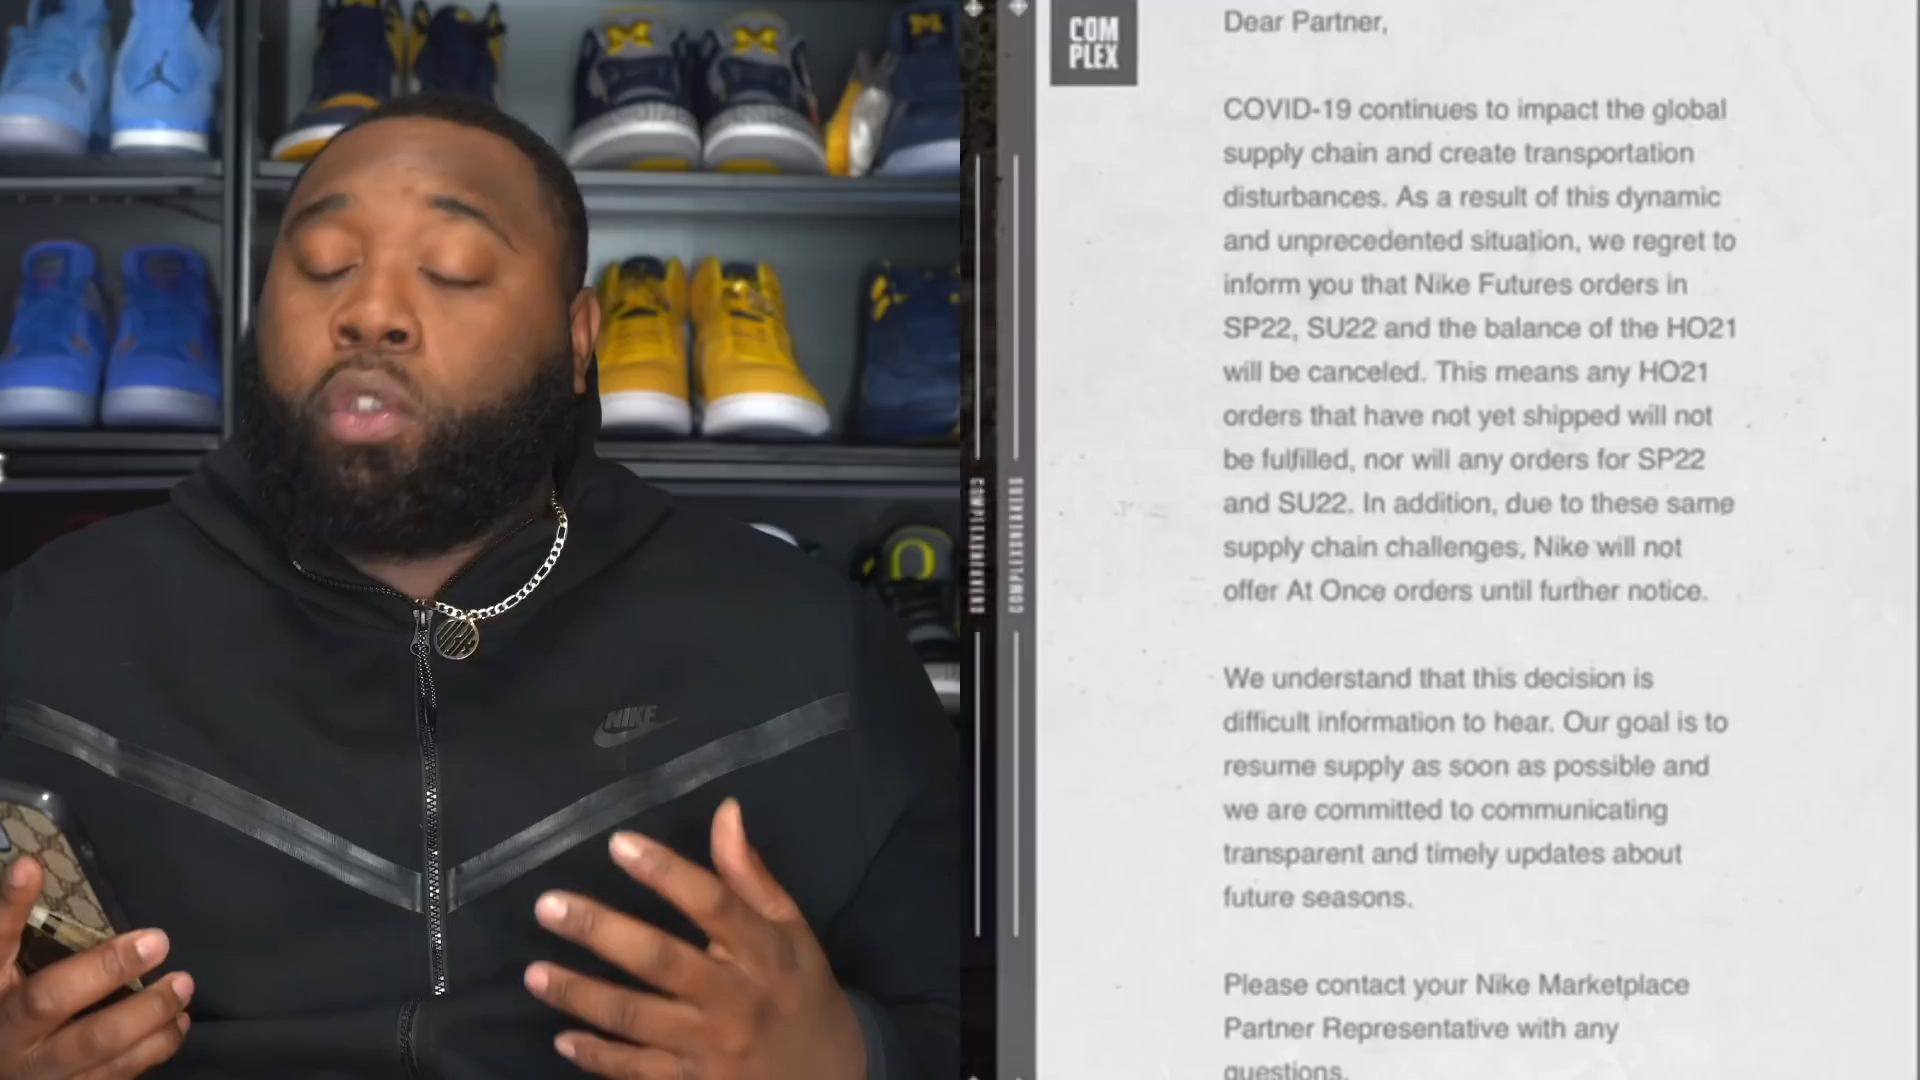 COM
PLEX
Dear Partner,
COVID-19 continues to impact the global
supply chain and create transportation
disturbances. As a result of this dynamic
and unprecedented situation, we regret to
inform you that Nike Futures orders in
SP22, SU22 and the balance of the HO21
will be canceled. This means any HO21
orders that have not yet shipped will not
be fulfilled, nor will any orders for SP22
and SU22. In addition, due to these same
supply chain challenges, Nike will not
offer At Once orders until further notice.
We understand that this decision is
difficult information to hear. Our goal is to
resume supply as soon as possible and
we are committed to communicating
transparent and timely updates about
future seasons.
Please contact your Nike Marketplace
Partner Representative with any
questions.
COMPLEXSNEAKERS
COMPLEXSNEAKERS
NIKE
M
O